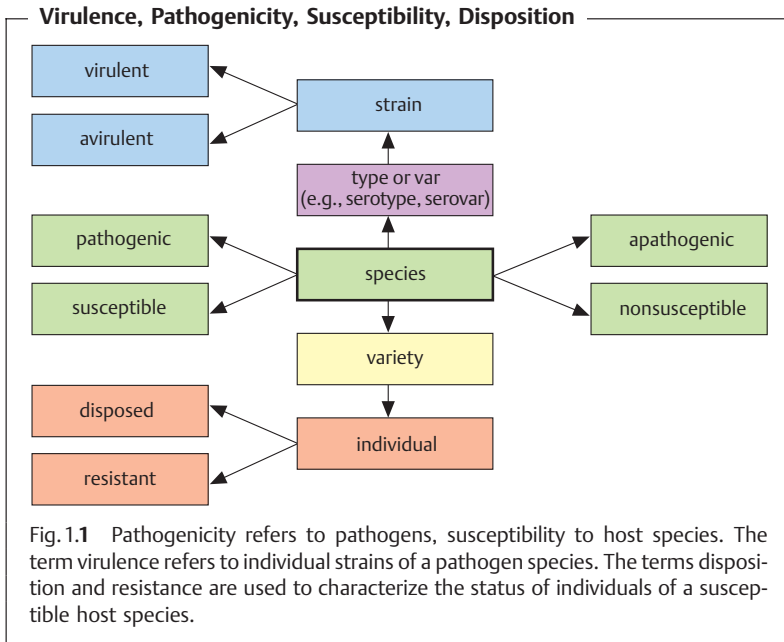 Virulence, Pathogenicity, Susceptibility, Disposition
virulent
strain
avirulent
type or var
(e.g., serotype, serovar)
pathogenic
apathogenic
species
susceptible
nonsusceptible
variety
disposed
individual
resistant
Fig. 1.1 Pathogenicity refers to pathogens, susceptibility to host species. The
term virulence refers to individual strains of a pathogen species. The terms disposi-
tion and resistance are used to characterize the status of individuals of a suscep-
tible host species.